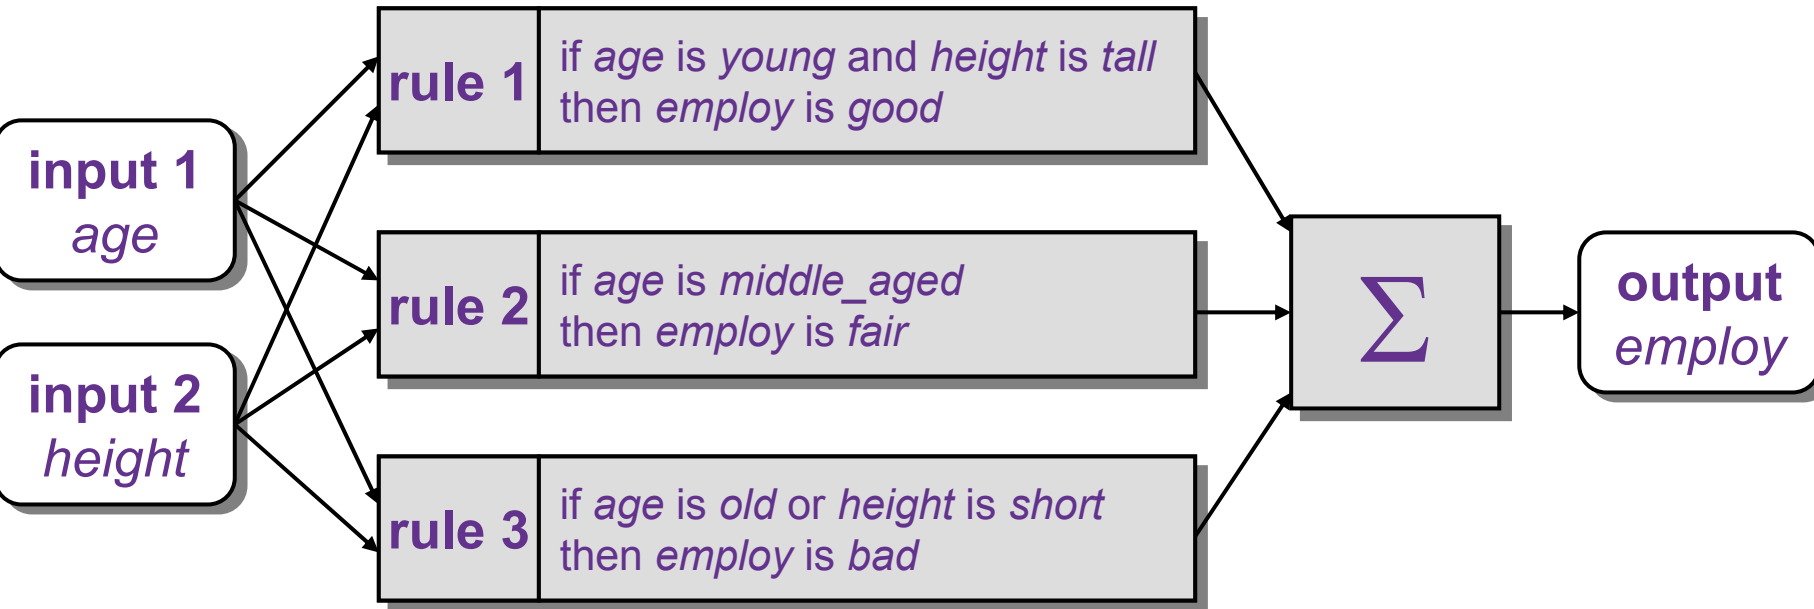 input 1
age
input 2
height
rule 1
if age is young and height is tall
then employ is good
rule 2
if age is middle_aged
then employ is fair
rule 3
if age is old or height is short
then employ is bad
Σ
output
employ